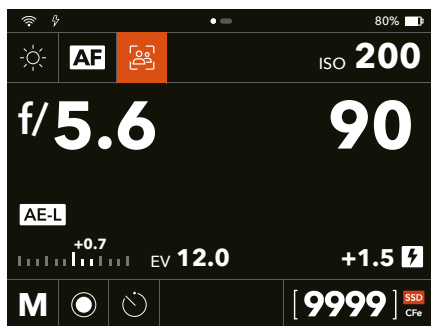 80%
AF ISO 200
f/5.6 90
AE-L
+0.7
EV 12.0 +1.5
M [9999] SSD
CFe